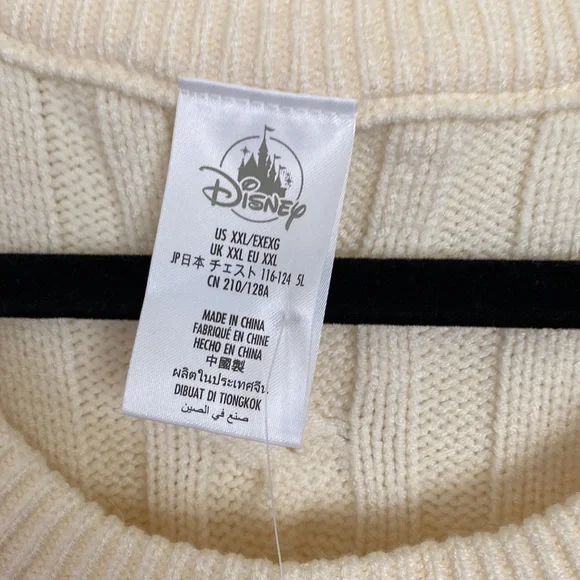 Disney
US XXL/EXEXG
UK XXL EU XXL
JP日本 チェスト 116-124 5L
CN 210/128A
MADE IN CHINA
FABRIQUÉ EN CHINE
HECHO EN CHINA
中國製
ผลิตในประเทศจีน
DIBUAT DI TIONGKOK
صنع في الصين